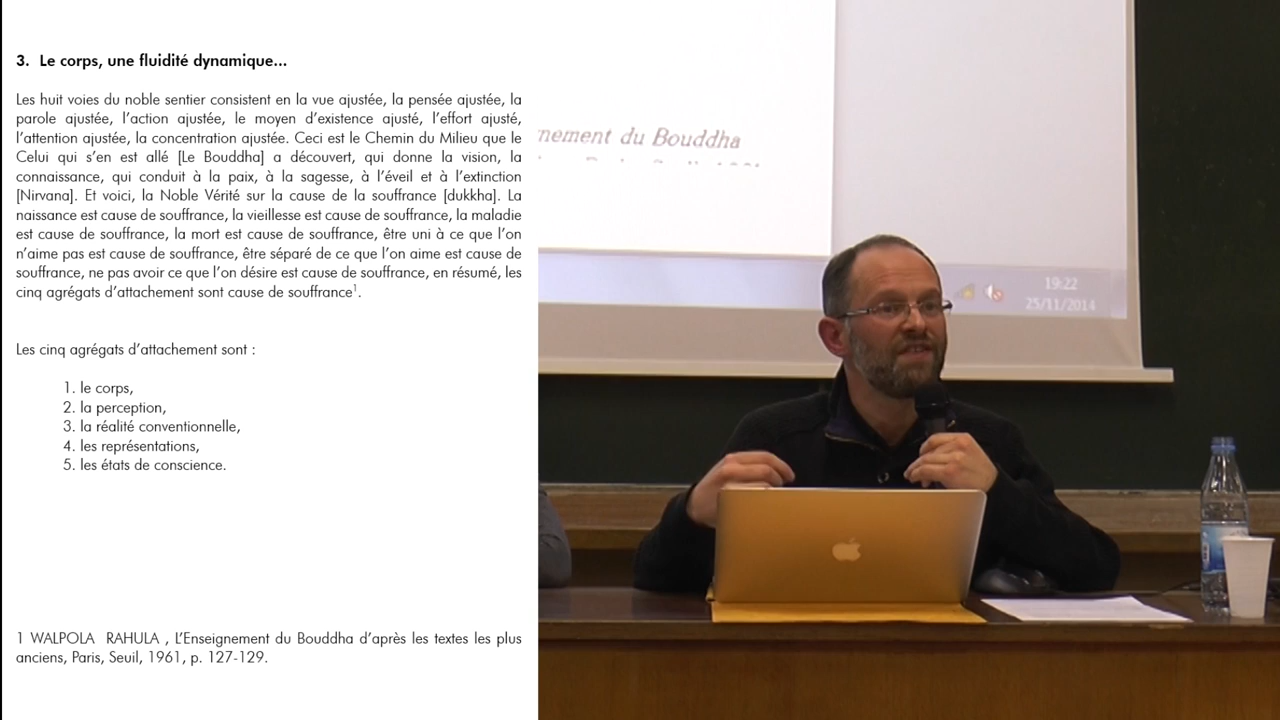 3. Le corps, une fluidité dynamique...
Les huit voies du noble sentier consistent en la vue ajustée, la pensée ajustée, la
parole ajustée, l'action ajustée, le moyen d'existence ajusté, l'effort ajusté,
l'attention ajustée, la concentration ajustée. Ceci est le Chemin du Milieu que le
Celui qui s'en est allé [Le Bouddha] a découvert, qui donne la vision, la
connaissance, qui conduit à la paix, à la sagesse, à l'éveil et à l'extinction
[Nirvana]. Et voici, la Noble Vérité sur la cause de la souffrance [dukkha]. La
naissance est cause de souffrance, la vieillesse est cause de souffrance, la maladie
est cause de souffrance, la mort est cause de souffrance, être uni à ce que l'on
n'aime pas est cause de souffrance, être séparé de ce que l'on aime est cause de
souffrance, ne pas avoir ce que l'on désire est cause de souffrance, en résumé, les
cinq agrégats d'attachement sont cause de souffrance1.
Les cinq agrégats d'attachement sont :
1. le corps,
2. la perception,
3. la réalité conventionnelle,
4. les représentations,
5. les états de conscience.
1 WALPOLA RAHULA , L'Enseignement du Bouddha d'après les textes les plus
anciens, Paris, Seuil, 1961, p. 127-129.
nement du Bouddha
19:22
25/11/2014